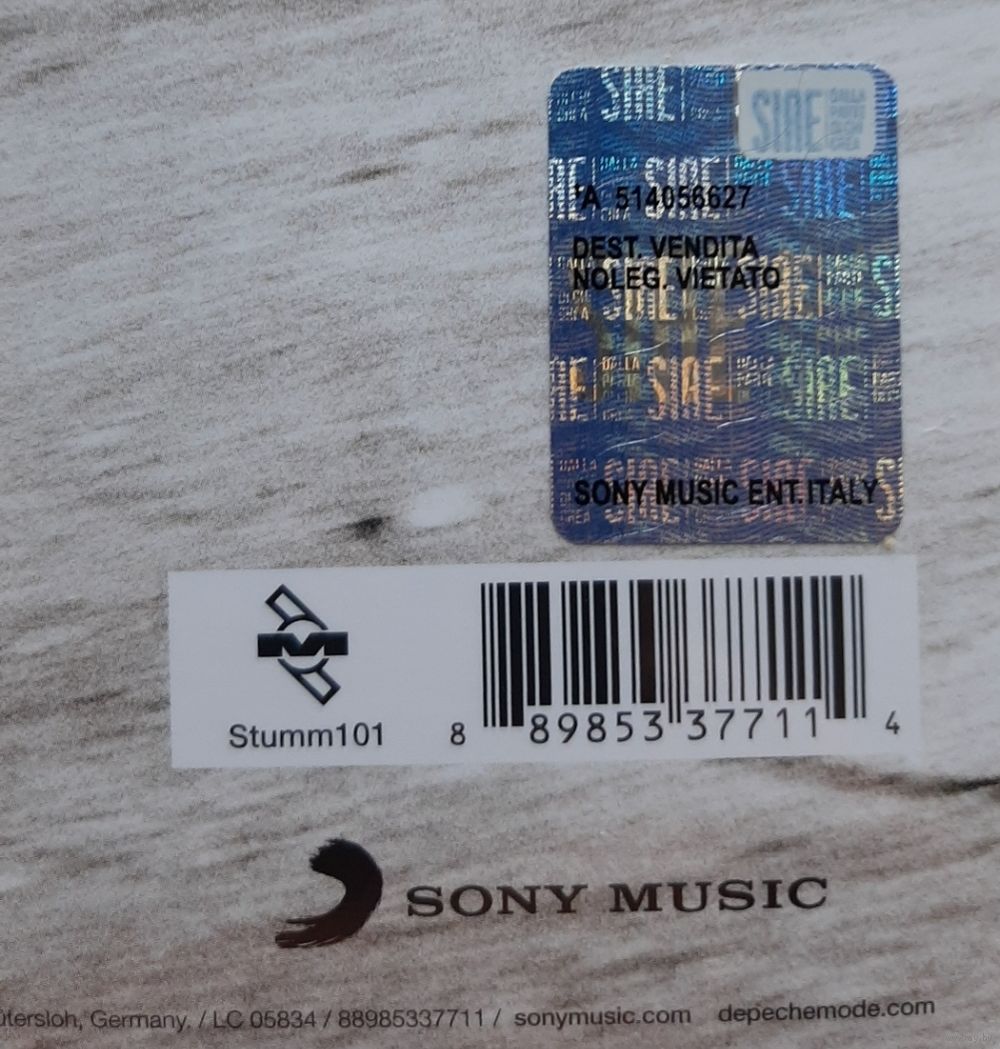 SIAE
A 514056627
DEST. VENDITA
NOLEG. VIETATO
SONY MUSIC ENT.ITALY
Stumm101
8 89853 37711 4
SONY MUSIC
ütersloh, Germany. / LC 05834 / 88985337711 / sonymusic.com depechemode.com